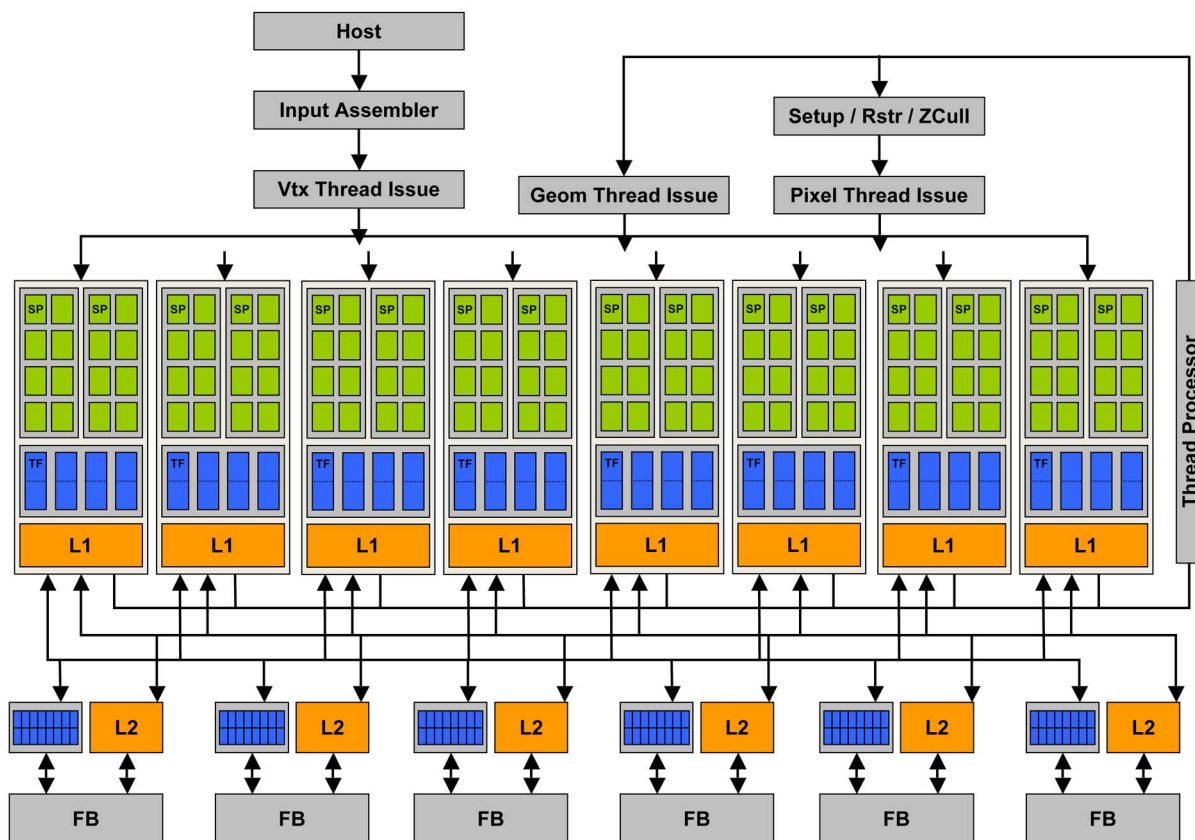 Host
Input Assembler
Setup / Rstr / ZCull
Vtx Thread Issue
Geom Thread Issue
Pixel Thread Issue
SP SP SP SP SP SP SP SP SP SP SP SP SP SP SP SP
TF TF TF TF TF TF TF TF
L1 L1 L1 L1 L1 L1 L1 L1
Thread Processor
L2 L2 L2 L2 L2 L2
FB FB FB FB FB FB